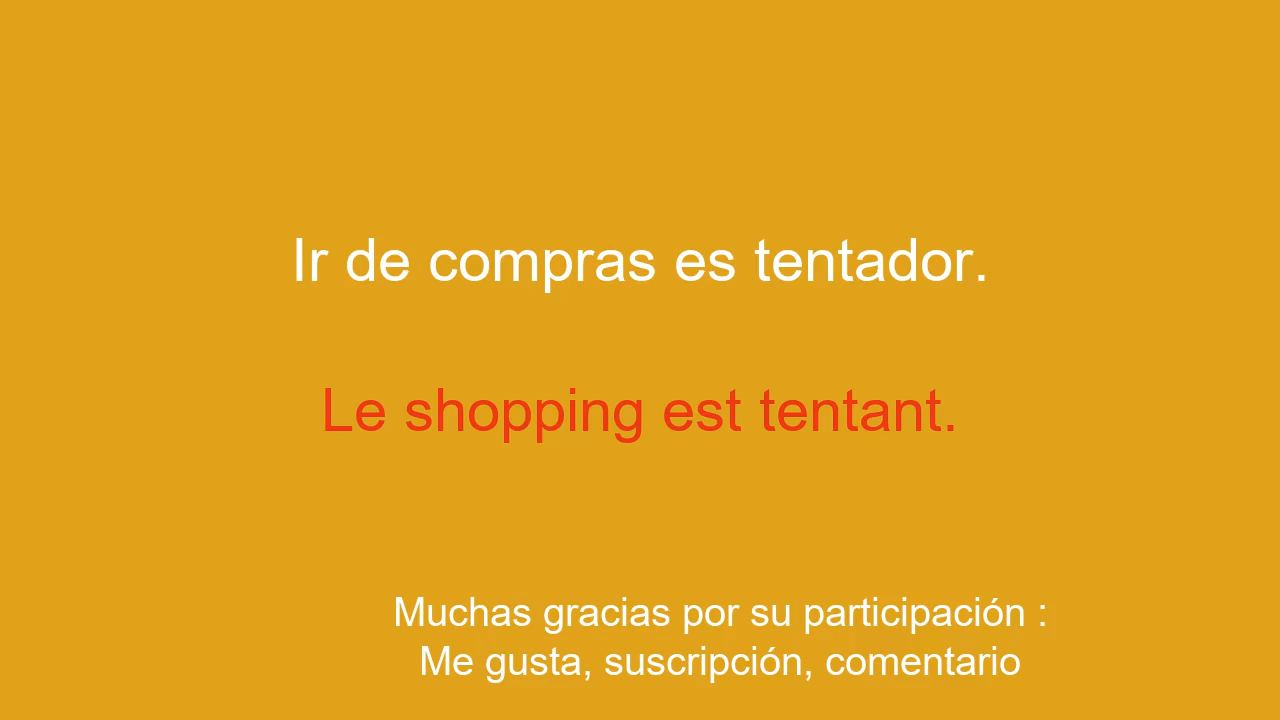 Ir de compras es tentador.
Le shopping est tentant.
Muchas gracias por su participación :
Me gusta, suscripción, comentario